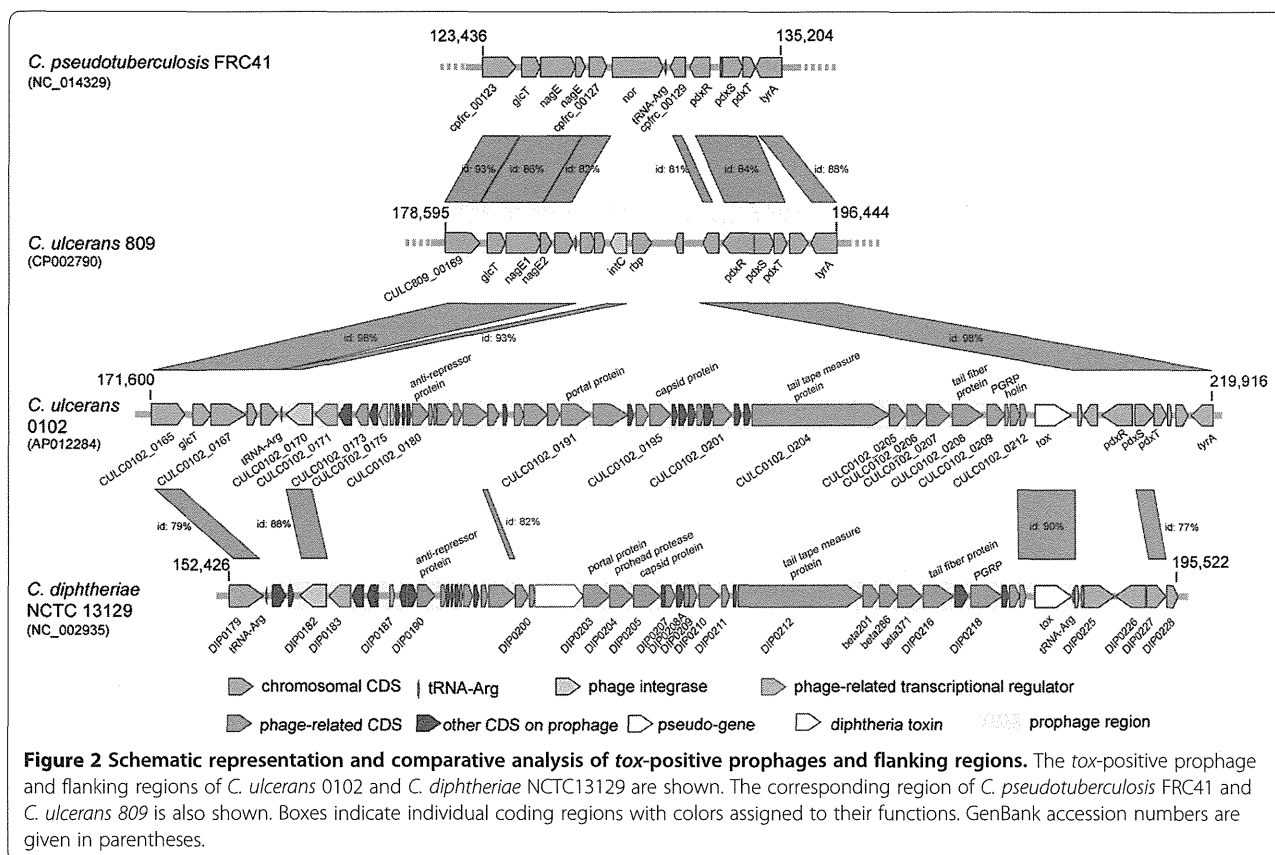 123,436
135,204
C. pseudotuberculosis FRC41
(NC_014329)
cpfrc_00123
glcT
nagE
nagE
cpfrc_00127
nor
tRNA-Arg
cpfrc_00129
pdxR
pdxS
pdxT
tyrA
id: 93%
id: 86%
id: 82%
id: 81%
id: 84%
id: 88%
178,595
196,444
C. ulcerans 809
(CP002790)
CULC809_00169
glcT
nagE1
nagE2
intC
rbp
pdxR
pdxS
pdxT
tyrA
id: 98%
id: 93%
id: 98%
171,600
219,916
anti-repressor
protein
portal protein
capsid protein
tail tape measure
protein
tail fiber
protein
PGRP
holin
C. ulcerans
0102
(AP012284)
CULC0102_0165
glcT
CULC0102_0167
tRNA-Arg
CULC0102_0170
CULC0102_0171
CULC0102_0173
CULC0102_0175
CULC0102_0180
CULC0102_0191
CULC0102_0195
CULC0102_0201
CULC0102_0204
CULC0102_0205
CULC0102_0206
CULC0102_0207
CULC0102_0208
CULC0102_0209
CULC0102_0212
tox
pdxR
pdxS
pdxT
tyrA
id: 79%
id: 88%
id: 82%
id: 90%
id: 77%
152,426
195,522
anti-repressor
protein
portal protein
prohead protease
capsid protein
tail tape measure
protein
tail fiber protein
PGRP
C. diphtheriae
NCTC 13129
(NC_002935)
DIP0179
tRNA-Arg
DIP0182
DIP0183
DIP0187
DIP0190
DIP0200
DIP0203
DIP0204
DIP0205
DIP0207
DIP0208A
DIP0209
DIP0210
DIP0211
DIP0212
beta201
beta286
beta371
DIP0216
DIP0218
tox
tRNA-Arg
DIP0225
DIP0226
DIP0227
DIP0228
chromosomal CDS
tRNA-Arg
phage integrase
phage-related transcriptional regulator
phage-related CDS
other CDS on prophage
pseudo-gene
diphtheria toxin
prophage region
Figure 2 Schematic representation and comparative analysis of tox-positive prophages and flanking regions. The tox-positive prophage
and flanking regions of C. ulcerans 0102 and C. diphtheriae NCTC13129 are shown. The corresponding region of C. pseudotuberculosis FRC41 and
C. ulcerans 809 is also shown. Boxes indicate individual coding regions with colors assigned to their functions. GenBank accession numbers are
given in parentheses.